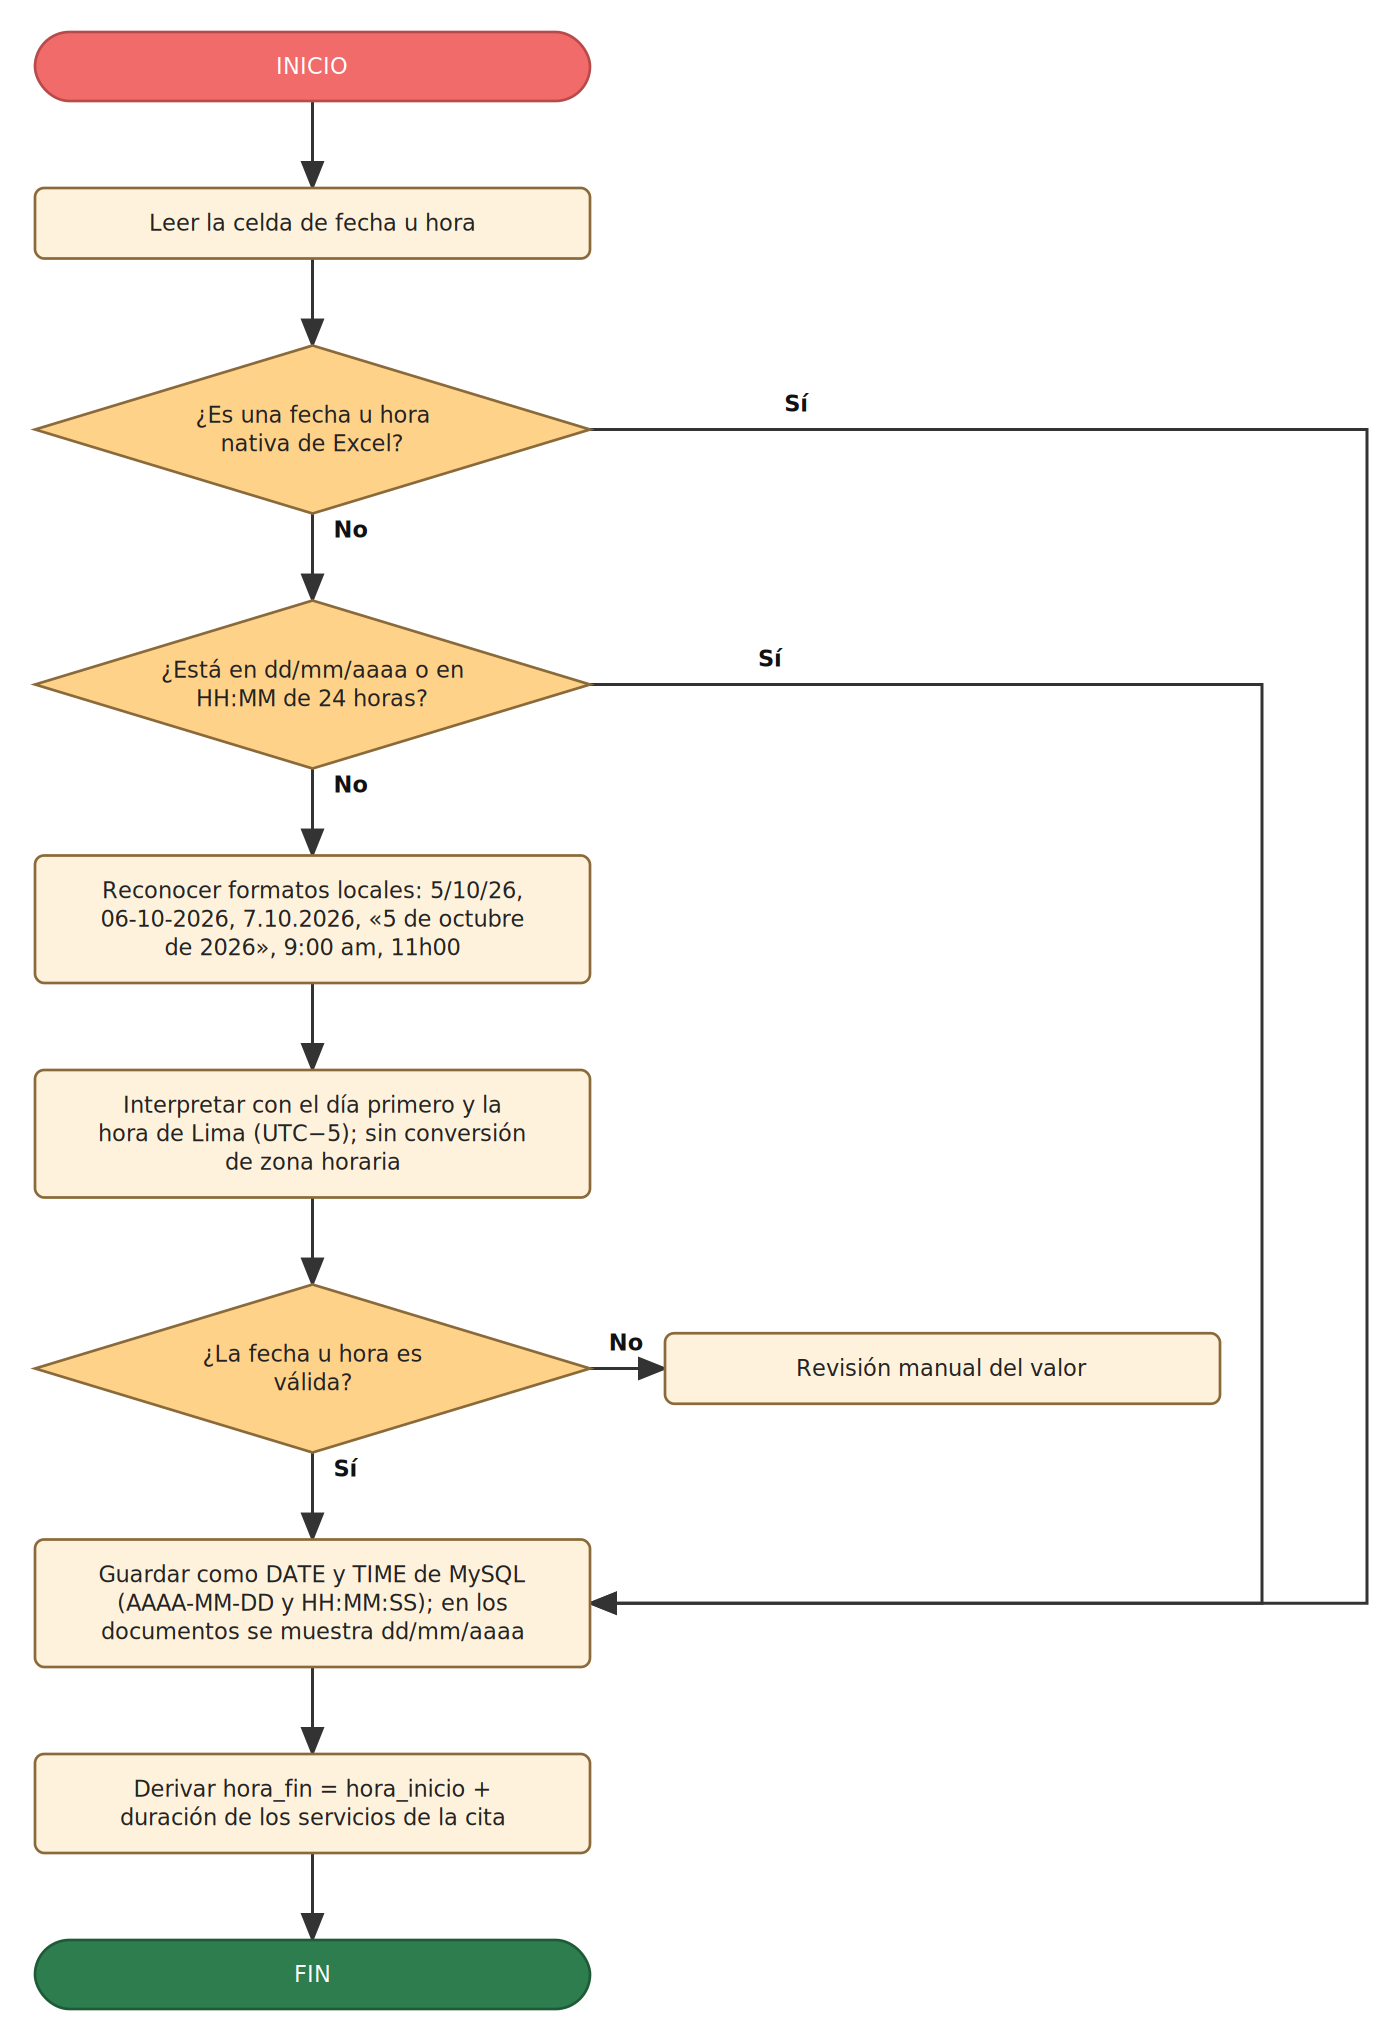 INICIO
Leer la celda de fecha u hora
¿Es una fecha u hora
nativa de Excel?
Sí
No
¿Está en dd/mm/aaaa o en
HH:MM de 24 horas?
Sí
No
Reconocer formatos locales: 5/10/26,
06-10-2026, 7.10.2026, «5 de octubre
de 2026», 9:00 am, 11h00
Interpretar con el día primero y la
hora de Lima (UTC−5); sin conversión
de zona horaria
¿La fecha u hora es
válida?
No
Revisión manual del valor
Sí
Guardar como DATE y TIME de MySQL
(AAAA-MM-DD y HH:MM:SS); en los
documentos se muestra dd/mm/aaaa
Derivar hora_fin = hora_inicio +
duración de los servicios de la cita
FIN